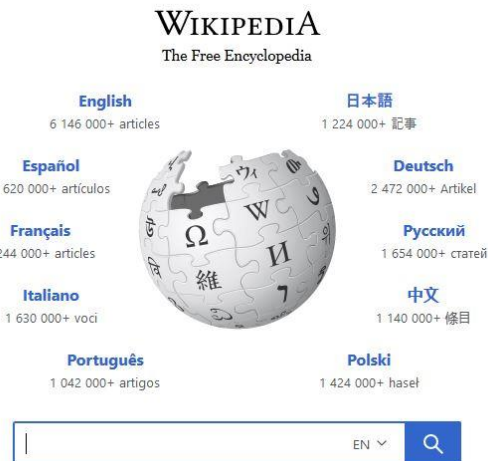 WIKIPEDIA
The Free Encyclopedia
English
6 146 000+ articles
日本語
1 224 000+ 記事
Español
620 000+ artículos
Deutsch
2 472 000+ Artikel
Français
244 000+ articles
Русский
1 654 000+ статей
Italiano
1 630 000+ voci
中文
1 140 000+ 條目
Português
1 042 000+ artigos
Polski
1 424 000+ haseł
ウィ
W
Ω
И
維
EN